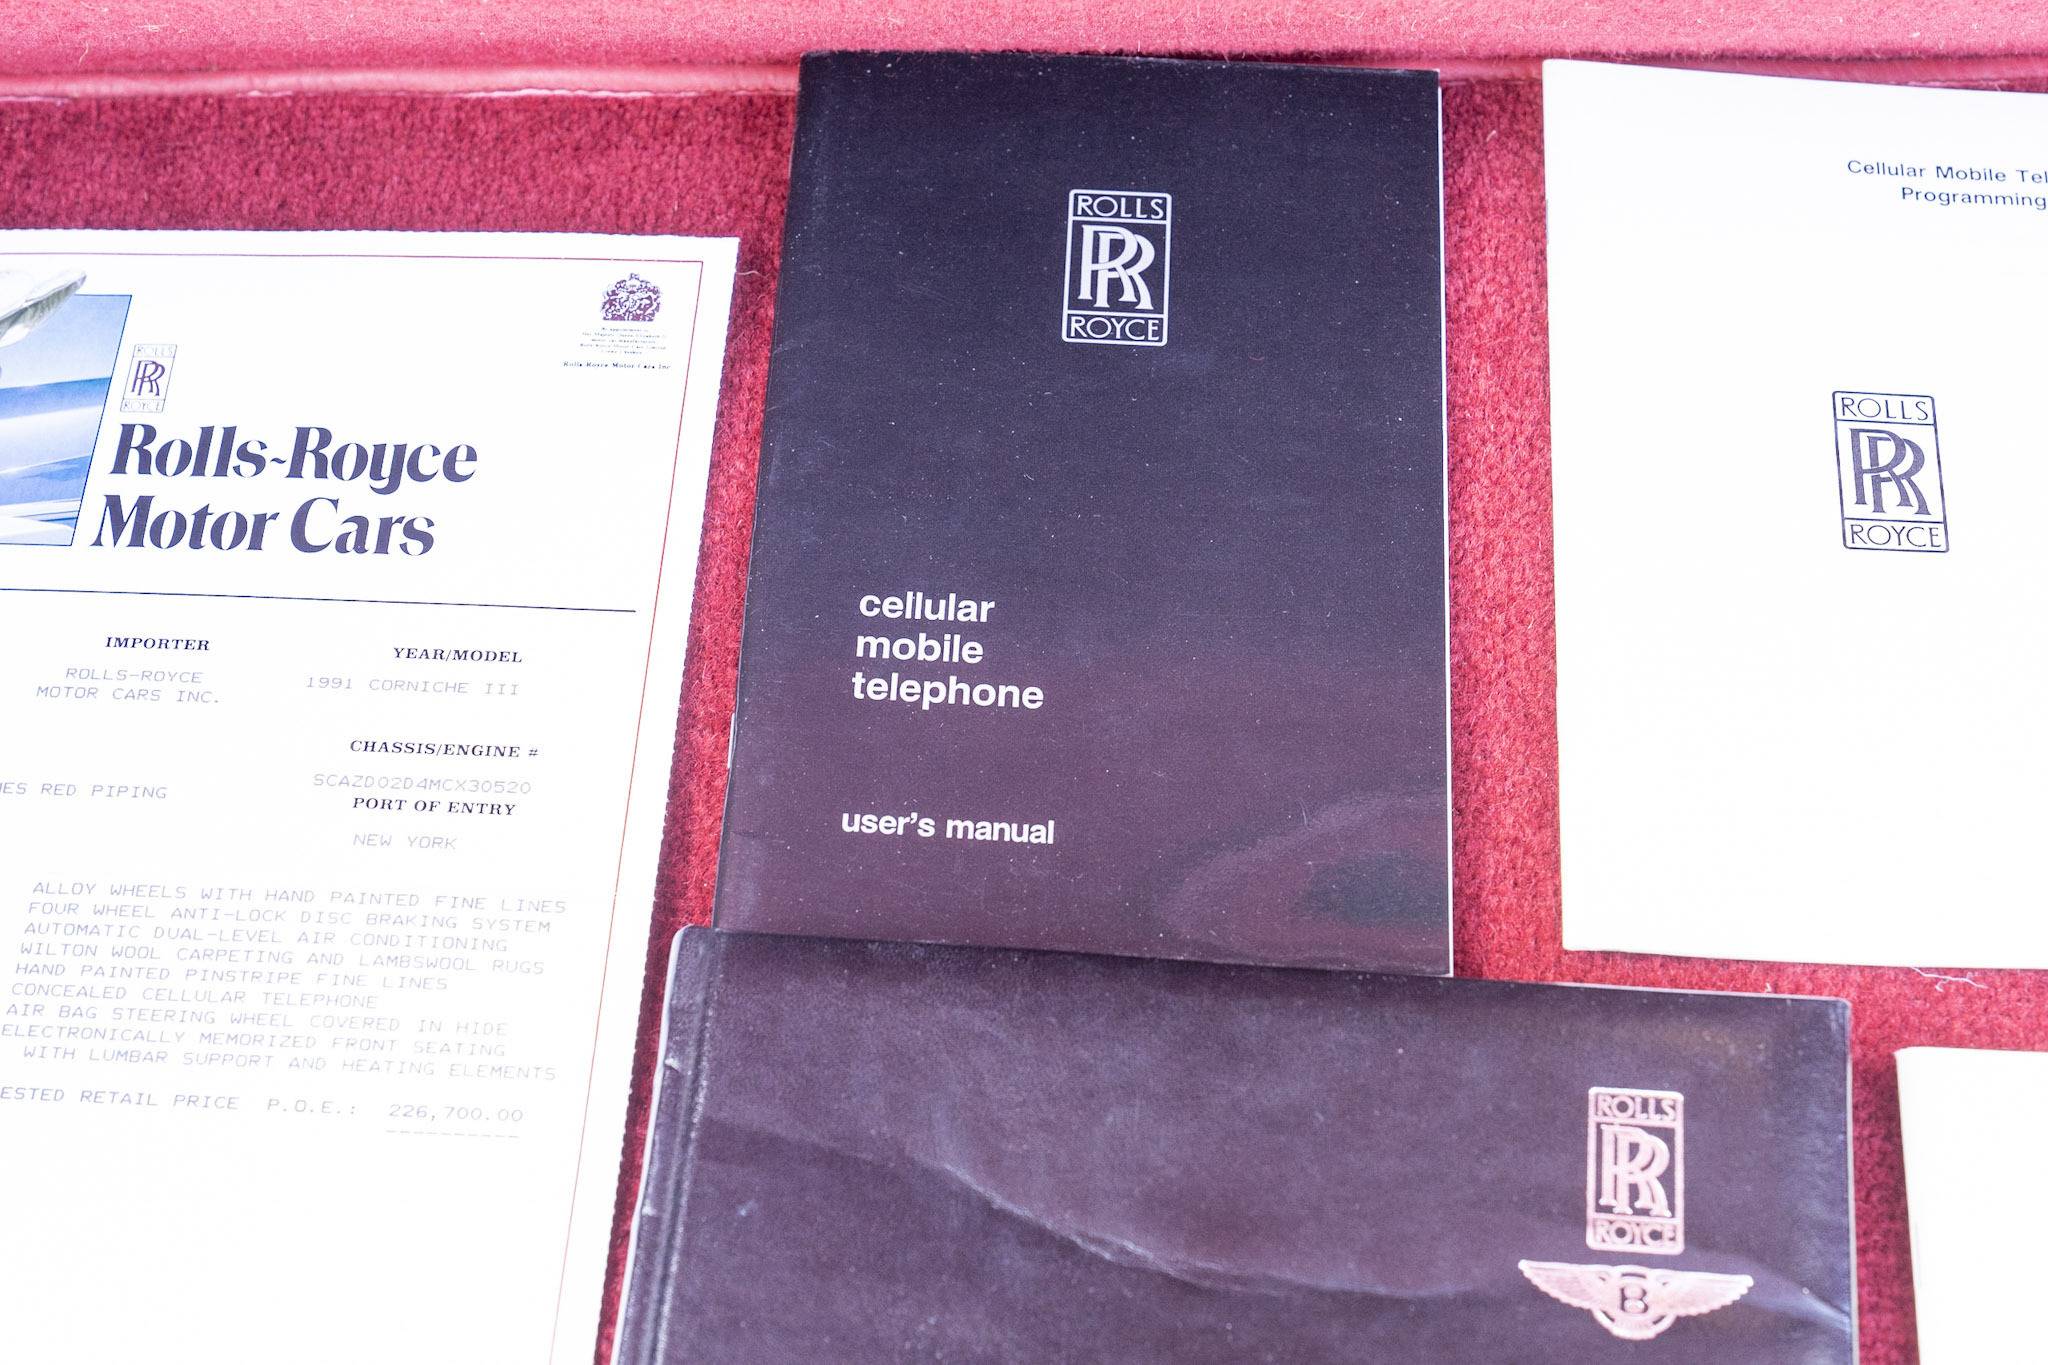 ROLLS
RR
ROYCE
Rolls-Royce
Motor Cars
Rolls-Royce Motor Cars Inc
IMPORTER
ROLLS-ROYCE
MOTOR CARS INC.
YEAR/MODEL
1991 CORNICHE III
CHASSIS/ENGINE #
SCAZD02D4MCX30520
RED PIPING
PORT OF ENTRY
NEW YORK
ALLOY WHEELS WITH HAND PAINTED FINE LINES
FOUR WHEEL ANTI-LOCK DISC BRAKING SYSTEM
AUTOMATIC DUAL-LEVEL AIR CONDITIONING
WILTON WOOL CARPETING AND LAMBSWOOL RUGS
HAND PAINTED PINSTRIPE FINE LINES
CONCEALED CELLULAR TELEPHONE
AIR BAG STEERING WHEEL COVERED IN HIDE
ELECTRONICALLY MEMORIZED FRONT SEATING
WITH LUMBAR SUPPORT AND HEATING ELEMENTS
ESTED RETAIL PRICE P.O.E.: 226,700.00
ROLLS
RR
ROYCE
cellular
mobile
telephone
user's manual
Cellular Mobile Tel
Programming
ROLLS
RR
ROYCE
ROLLS
RR
ROYCE
B